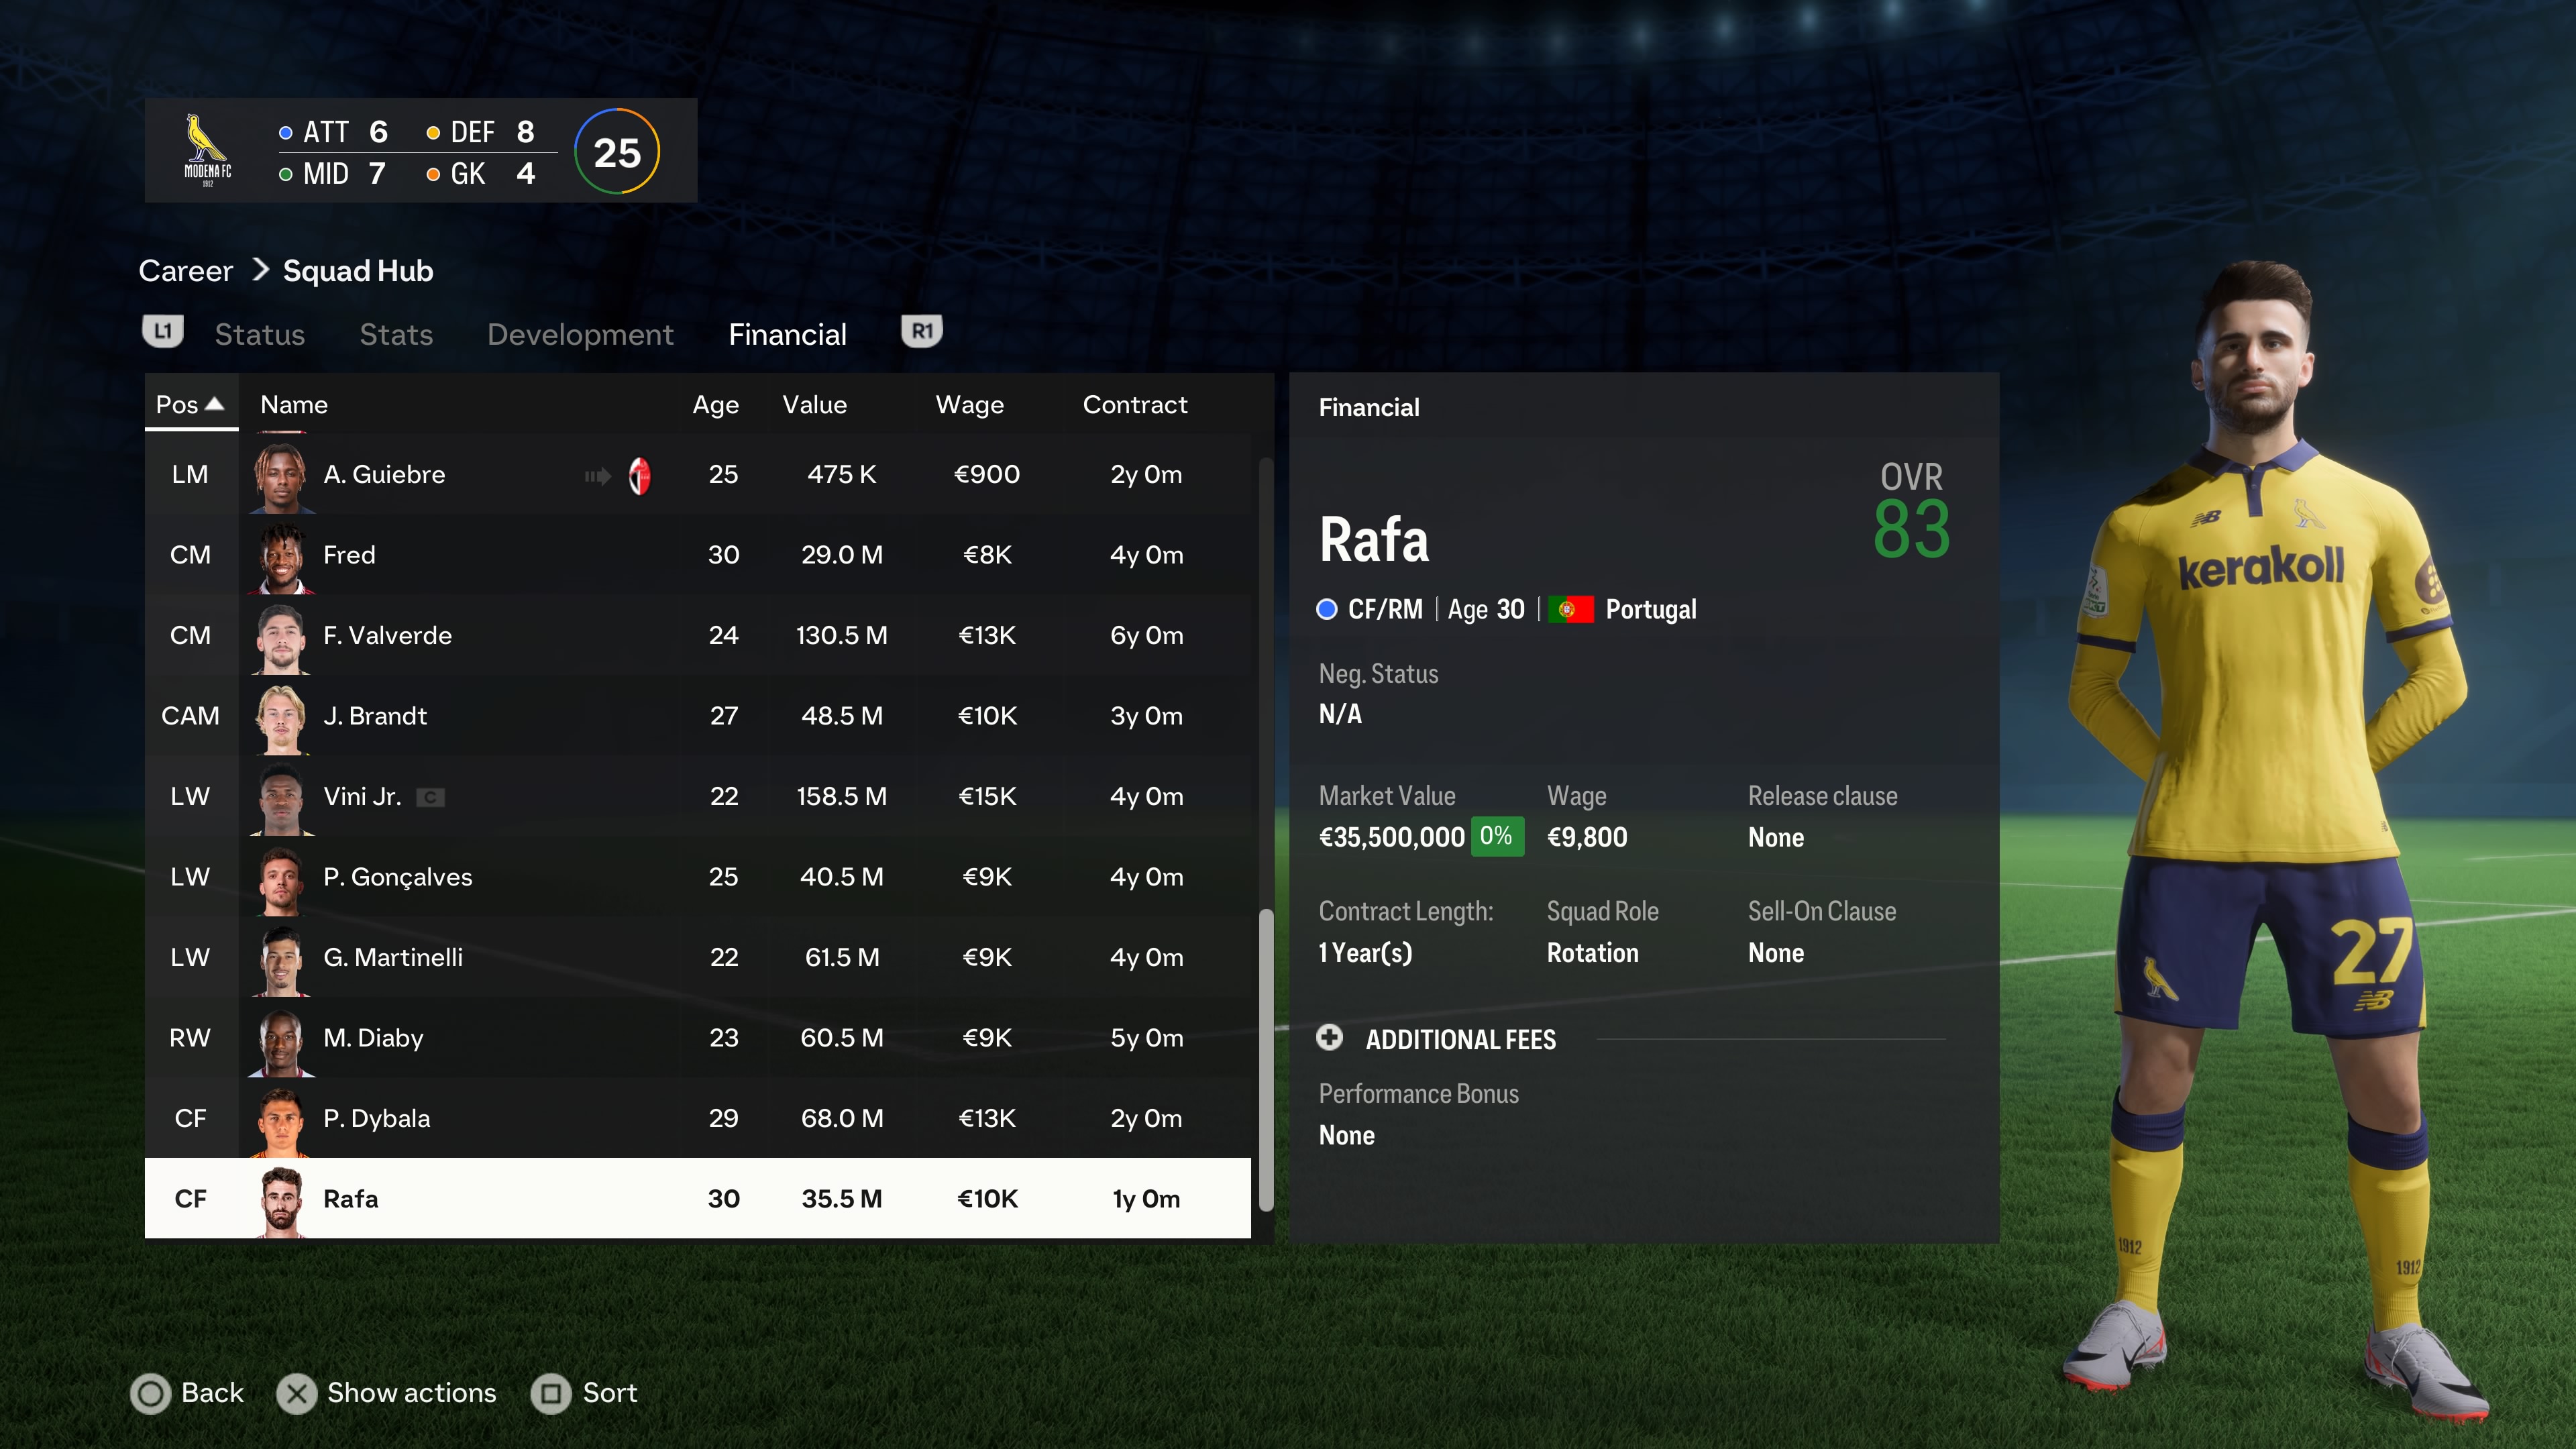 ATT 6 DEF 8
MID 7 GK 4
25
MODENA FC
1912
Career > Squad Hub
L1 Status Stats Development Financial R1
Pos Name Age Value Wage Contract
LM A. Guiebre 25 475 K €900 2y 0m
CM Fred 30 29.0 M €8K 4y 0m
CM F. Valverde 24 130.5 M €13K 6y 0m
CAM J. Brandt 27 48.5 M €10K 3y 0m
LW Vini Jr. C 22 158.5 M €15K 4y 0m
LW P. Gonçalves 25 40.5 M €9K 4y 0m
LW G. Martinelli 22 61.5 M €9K 4y 0m
RW M. Diaby 23 60.5 M €9K 5y 0m
CF P. Dybala 29 68.0 M €13K 2y 0m
CF Rafa 30 35.5 M €10K 1y 0m
Financial
OVR
83
Rafa
CF/RM | Age 30 | Portugal
Neg. Status
N/A
Market Value Wage Release clause
€35,500,000 0% €9,800 None
Contract Length: Squad Role Sell-On Clause
1 Year(s) Rotation None
ADDITIONAL FEES
Performance Bonus
None
NB
kerakoll
27
NB
1912
1912
Back Show actions Sort